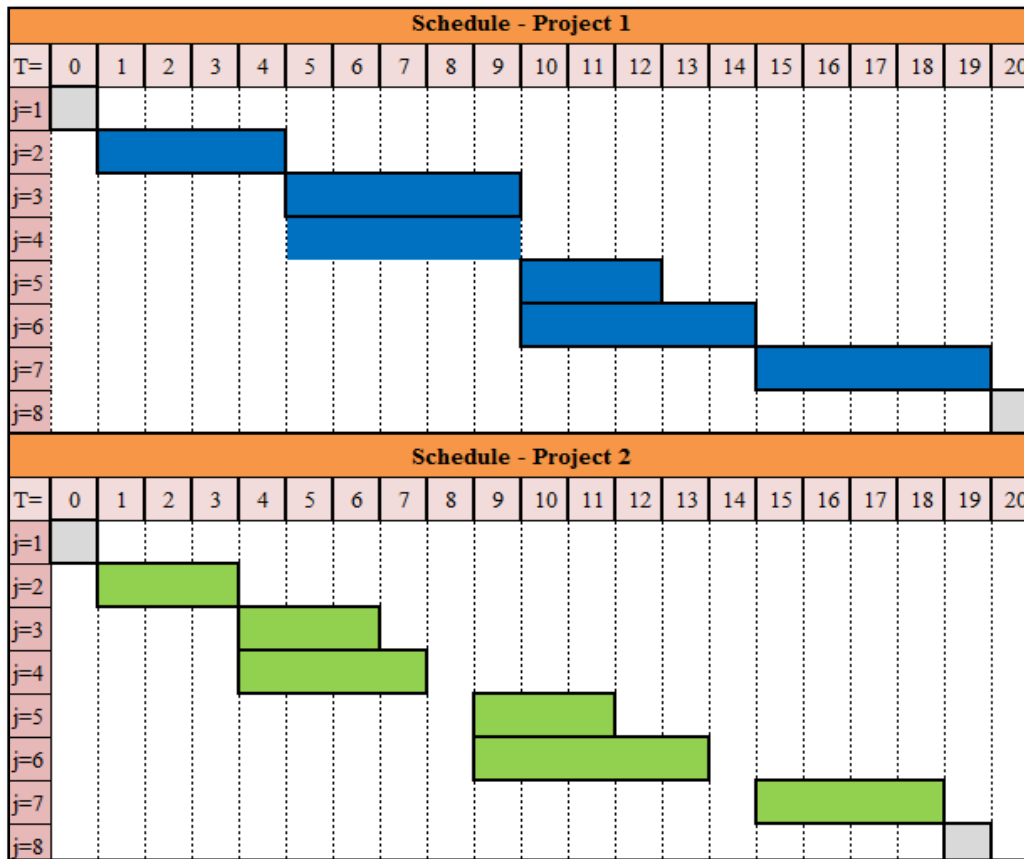 Schedule - Project 1
T= 0 1 2 3 4 5 6 7 8 9 10 11 12 13 14 15 16 17 18 19 20
j=1
j=2
j=3
j=4
j=5
j=6
j=7
j=8
Schedule - Project 2
T= 0 1 2 3 4 5 6 7 8 9 10 11 12 13 15 16 17 18 19 20
j=1
j=2
j=3
j=4
j=5
j=6
j=7
j=8